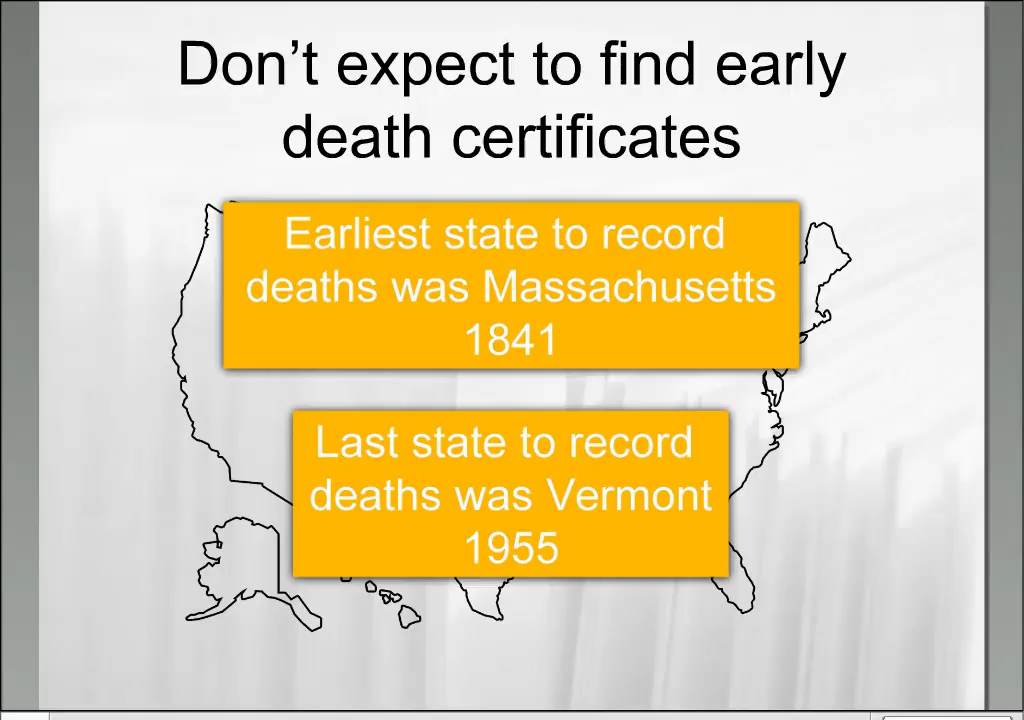 Don’t expect to find early
death certificates
Earliest state to record
deaths was Massachusetts
1841
Last state to record
deaths was Vermont
1955